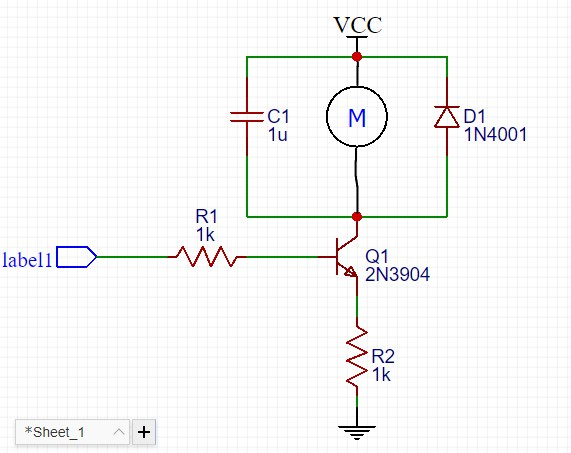 VCC
C1
1u
M
D1
1N4001
R1
1k
label1
Q1
2N3904
R2
1k
*Sheet_1
+